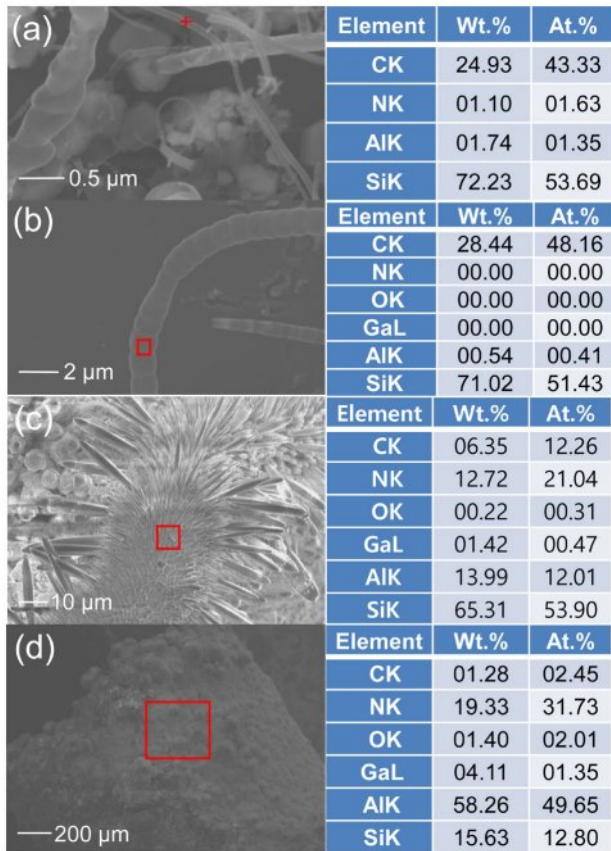 (a)
0.5 μm
Element Wt.% At.%
CK 24.93 43.33
NK 01.10 01.63
AlK 01.74 01.35
SiK 72.23 53.69
(b)
2 μm
Element Wt.% At.%
CK 28.44 48.16
NK 00.00 00.00
OK 00.00 00.00
GaL 00.00 00.00
AlK 00.54 00.41
SiK 71.02 51.43
(c)
10 μm
Element Wt.% At.%
CK 06.35 12.26
NK 12.72 21.04
OK 00.22 00.31
GaL 01.42 00.47
AlK 13.99 12.01
SiK 65.31 53.90
(d)
200 μm
Element Wt.% At.%
CK 01.28 02.45
NK 19.33 31.73
OK 01.40 02.01
GaL 04.11 01.35
AlK 58.26 49.65
SiK 15.63 12.80